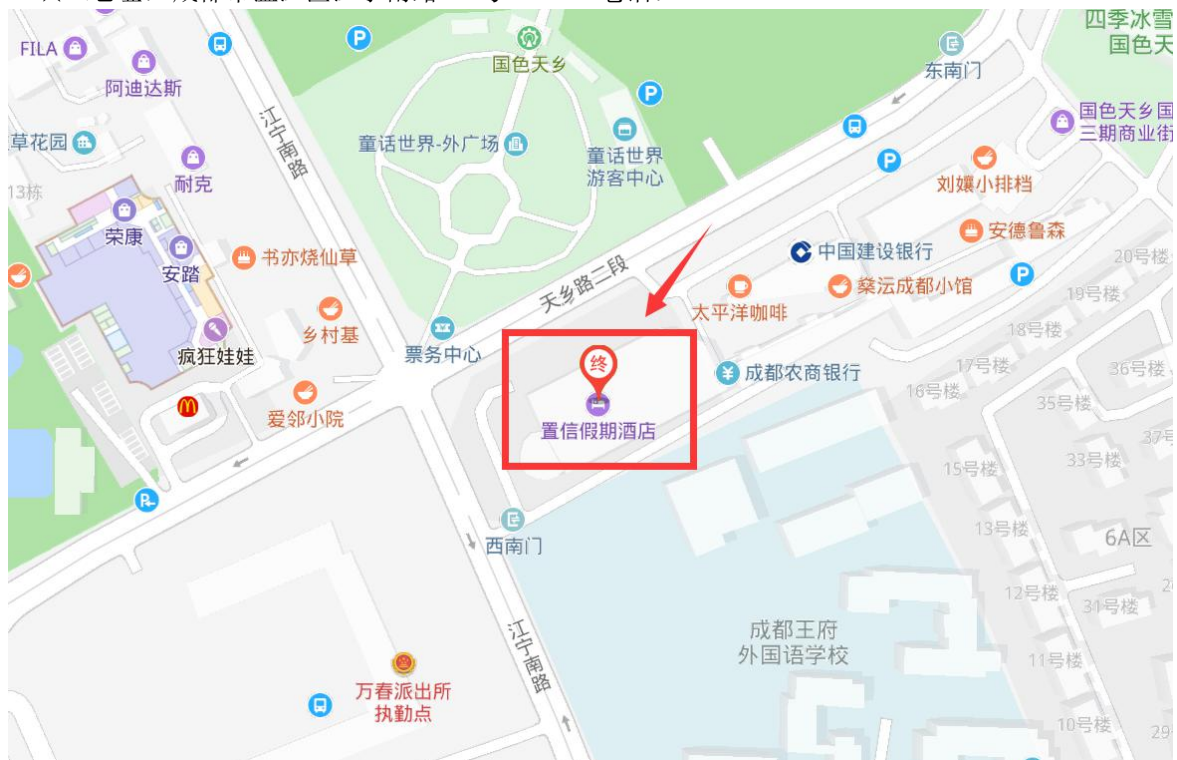 四季冰雪
国色天
FILA
P
国色天乡
东南门
阿迪达斯
P
江宁南路
国色天乡国
三期商业街
草花园
童话世界-外广场
童话世界
游客中心
P
13栋
耐克
刘孃小排档
荣康
安德鲁森
安踏
书亦烧仙草
中国建设银行
20号楼
天乡路二段
燊沄成都小馆
P
19号楼
太平洋咖啡
乡村基
票务中心
18号楼
疯狂娃娃
终
成都农商银行
17号楼
36号楼
16号楼
35号楼
爱邻小院
置信假期酒店
37号
33号楼
15号楼
P
西南门
13号楼
6A区
12号楼
31号楼
成都王府
外国语学校
江宁南路
11号楼
万春派出所
执勤点
10号楼
29